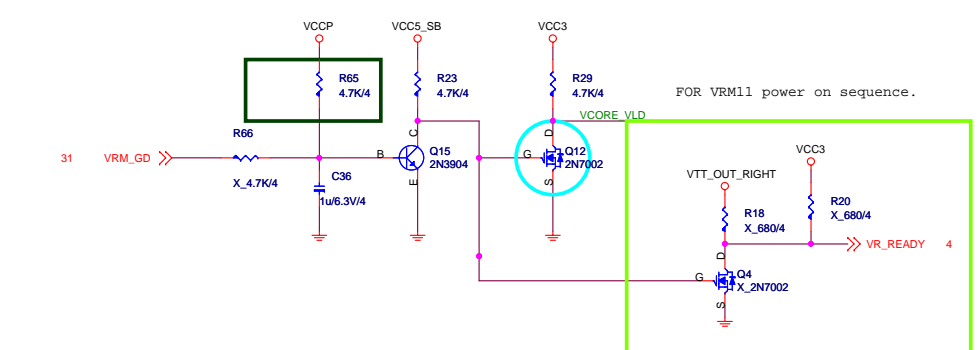 VCCP
VCC5_SB
VCC3
R65
4.7K/4
R23
4.7K/4
R29
4.7K/4
FOR VRM11 power on sequence.
VCORE_VLD
R66
31
VRM_GD
X_4.7K/4
B
C
E
Q15
2N3904
D
G
S
Q12
2N7002
C36
1u/6.3V/4
VCC3
VTT_OUT_RIGHT
R18
X_680/4
R20
X_680/4
VR_READY
4
D
G
S
Q4
X_2N7002